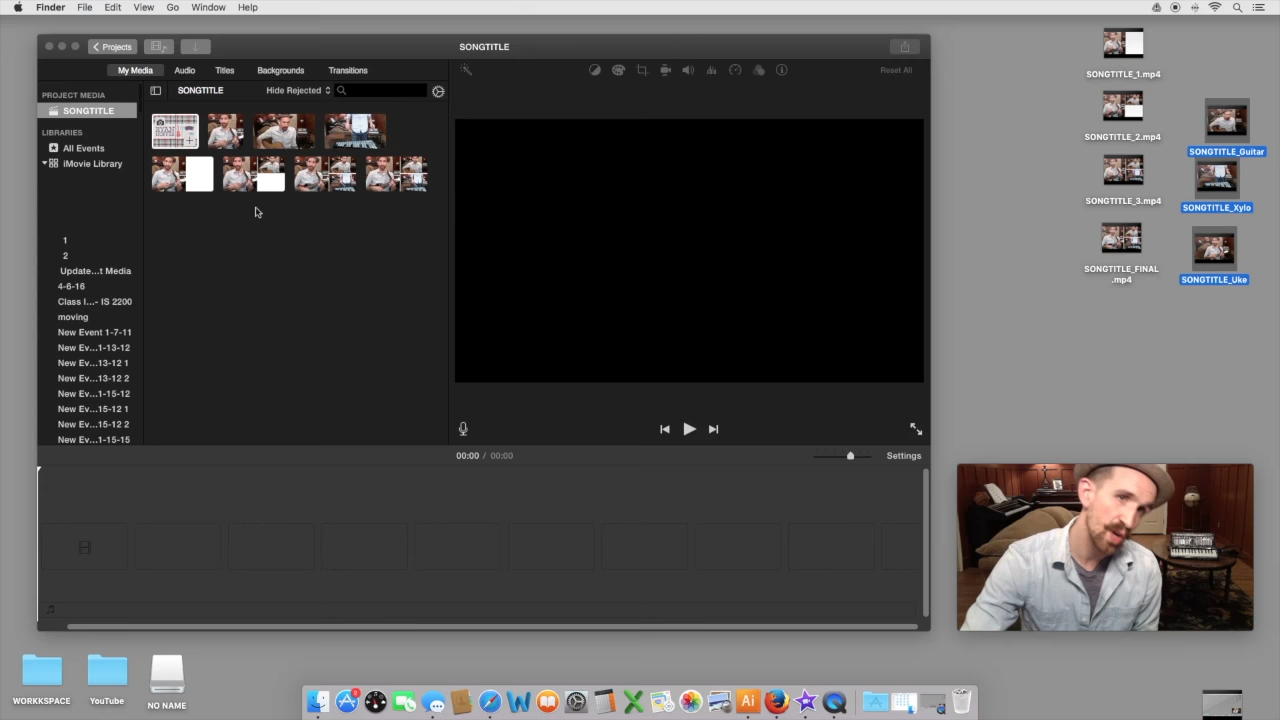 Finder File Edit View Go Window Help
Projects
SONGTITLE
My Media Audio Titles Backgrounds Transitions
Reset All
PROJECT MEDIA
SONGTITLE
LIBRARIES
All Events
iMovie Library
1
2
Update...t Media
4-6-16
Class I...- IS 2200
moving
New Event 1-7-11
New Ev...1-13-12
New Ev...13-12 1
New Ev...13-12 2
New Ev...1-15-12
New Ev...15-12 1
New Ev...15-12 2
New Ev...1-15-15
SONGTITLE Hide Rejected
00:00 / 00:00
Settings
SONGTITLE_1.mp4
SONGTITLE_2.mp4
SONGTITLE_3.mp4
SONGTITLE_FINAL
.mp4
SONGTITLE_Guitar
SONGTITLE_Xylo
SONGTITLE_Uke
WORKKSPACE
YouTube
NO NAME
Ai